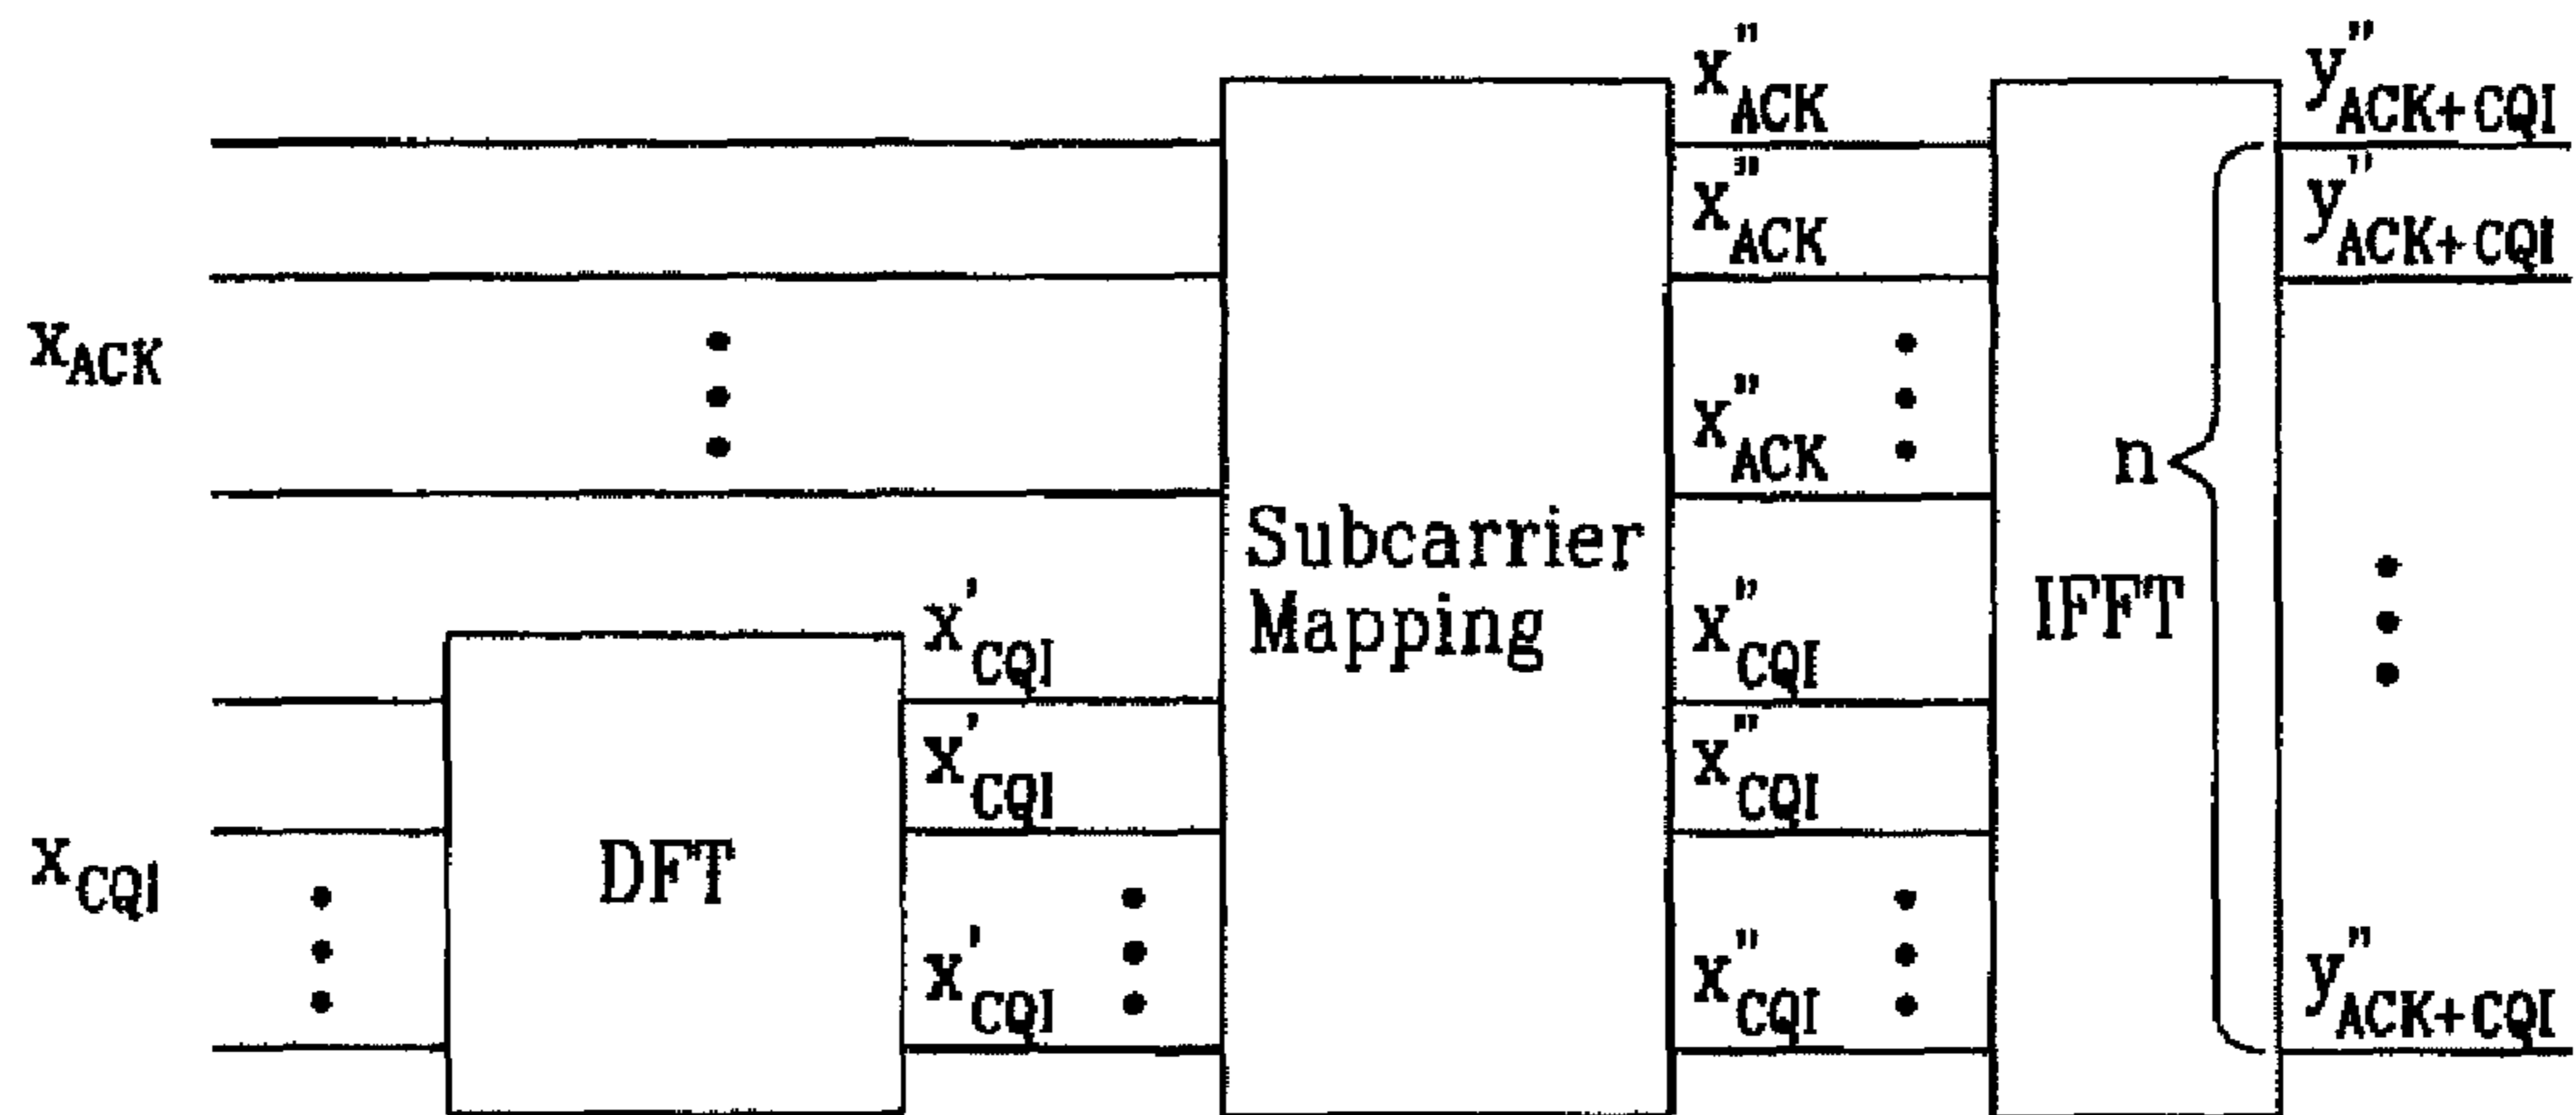 x"ACK
y"ACK+CQI
x"ACK
y"ACK+CQI
xACK
x"ACK
n
Subcarrier
Mapping
IFFT
x'CQI
x"CQI
x'CQI
x"CQI
xCQI
DFT
x'CQI
x"CQI
y"ACK+CQI